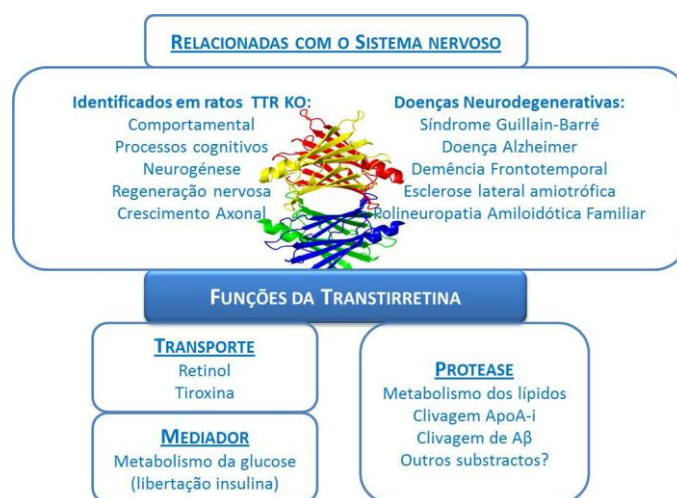 RELACIONADAS COM O SISTEMA NERVOSO
Identificados em ratos TTR KO:
Comportamental
Processos cognitivos
Neurogénese
Regeneração nervosa
Crescimento Axonal
Doenças Neurodegenerativas:
Síndrome Guillain-Barré
Doença Alzheimer
Demência Frontotemporal
Esclerose lateral amiotrófica
Polineuropatia Amiloidótica Familiar
FUNÇÕES DA TRANSTIRRETINA
TRANSPORTE
Retinol
Tiroxina
MEDIADOR
Metabolismo da glucose
(libertação insulina)
PROTEASE
Metabolismo dos lípidos
Clivagem ApoA-i
Clivagem de Aβ
Outros substractos?